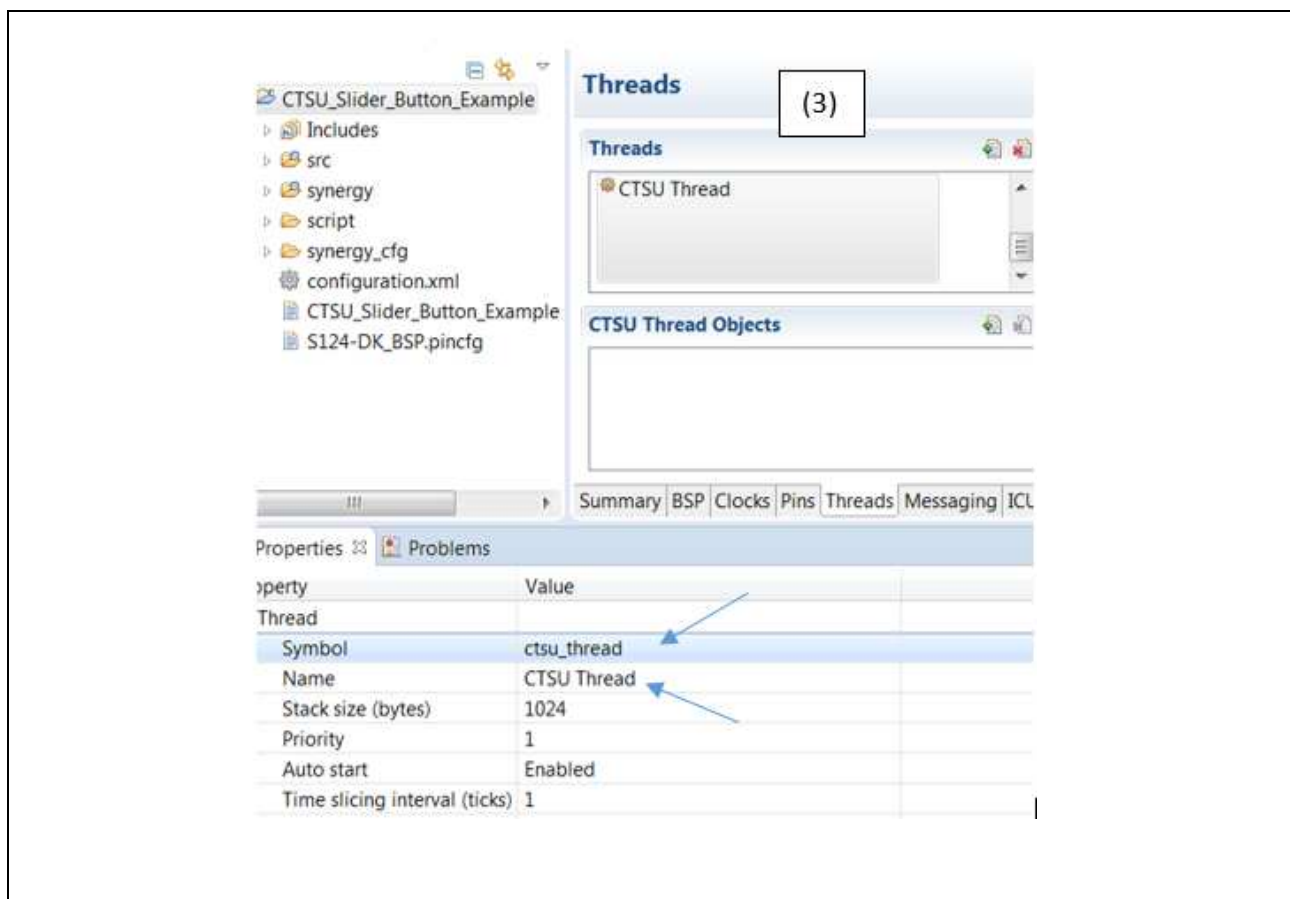 CTSU_Slider_Button_Example
Includes
src
synergy
script
synergy_cfg
configuration.xml
CTSU_Slider_Button_Example
S124-DK_BSP.pincfg
Threads
(3)
Threads
CTSU Thread
CTSU Thread Objects
Summary BSP Clocks Pins Threads Messaging ICU
Properties Problems
operty Value
Thread
Symbol ctsu_thread
Name CTSU Thread
Stack size (bytes) 1024
Priority 1
Auto start Enabled
Time slicing interval (ticks) 1